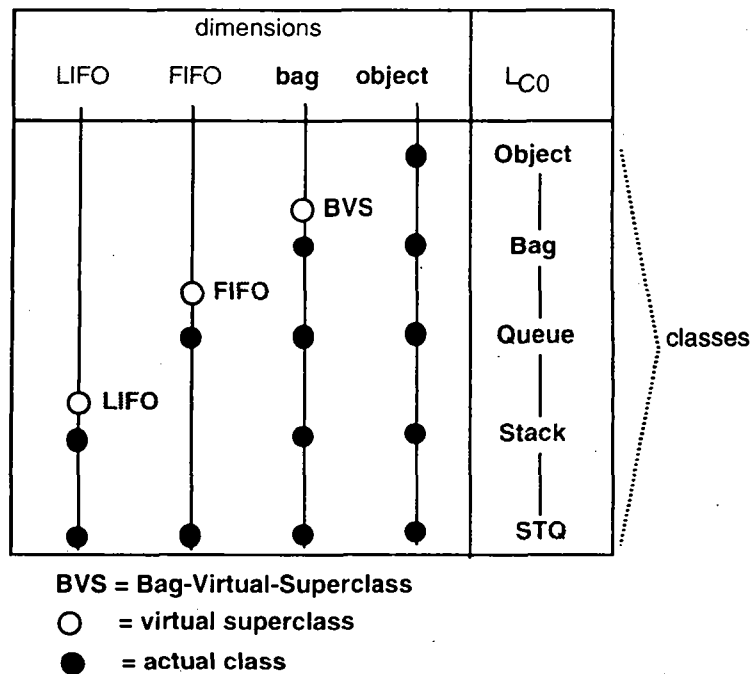 dimensions
LIFO FIFO bag object LC0
Object
BVS
Bag
FIFO
Queue
classes
LIFO
Stack
STQ
BVS = Bag-Virtual-Superclass
= virtual superclass
= actual class